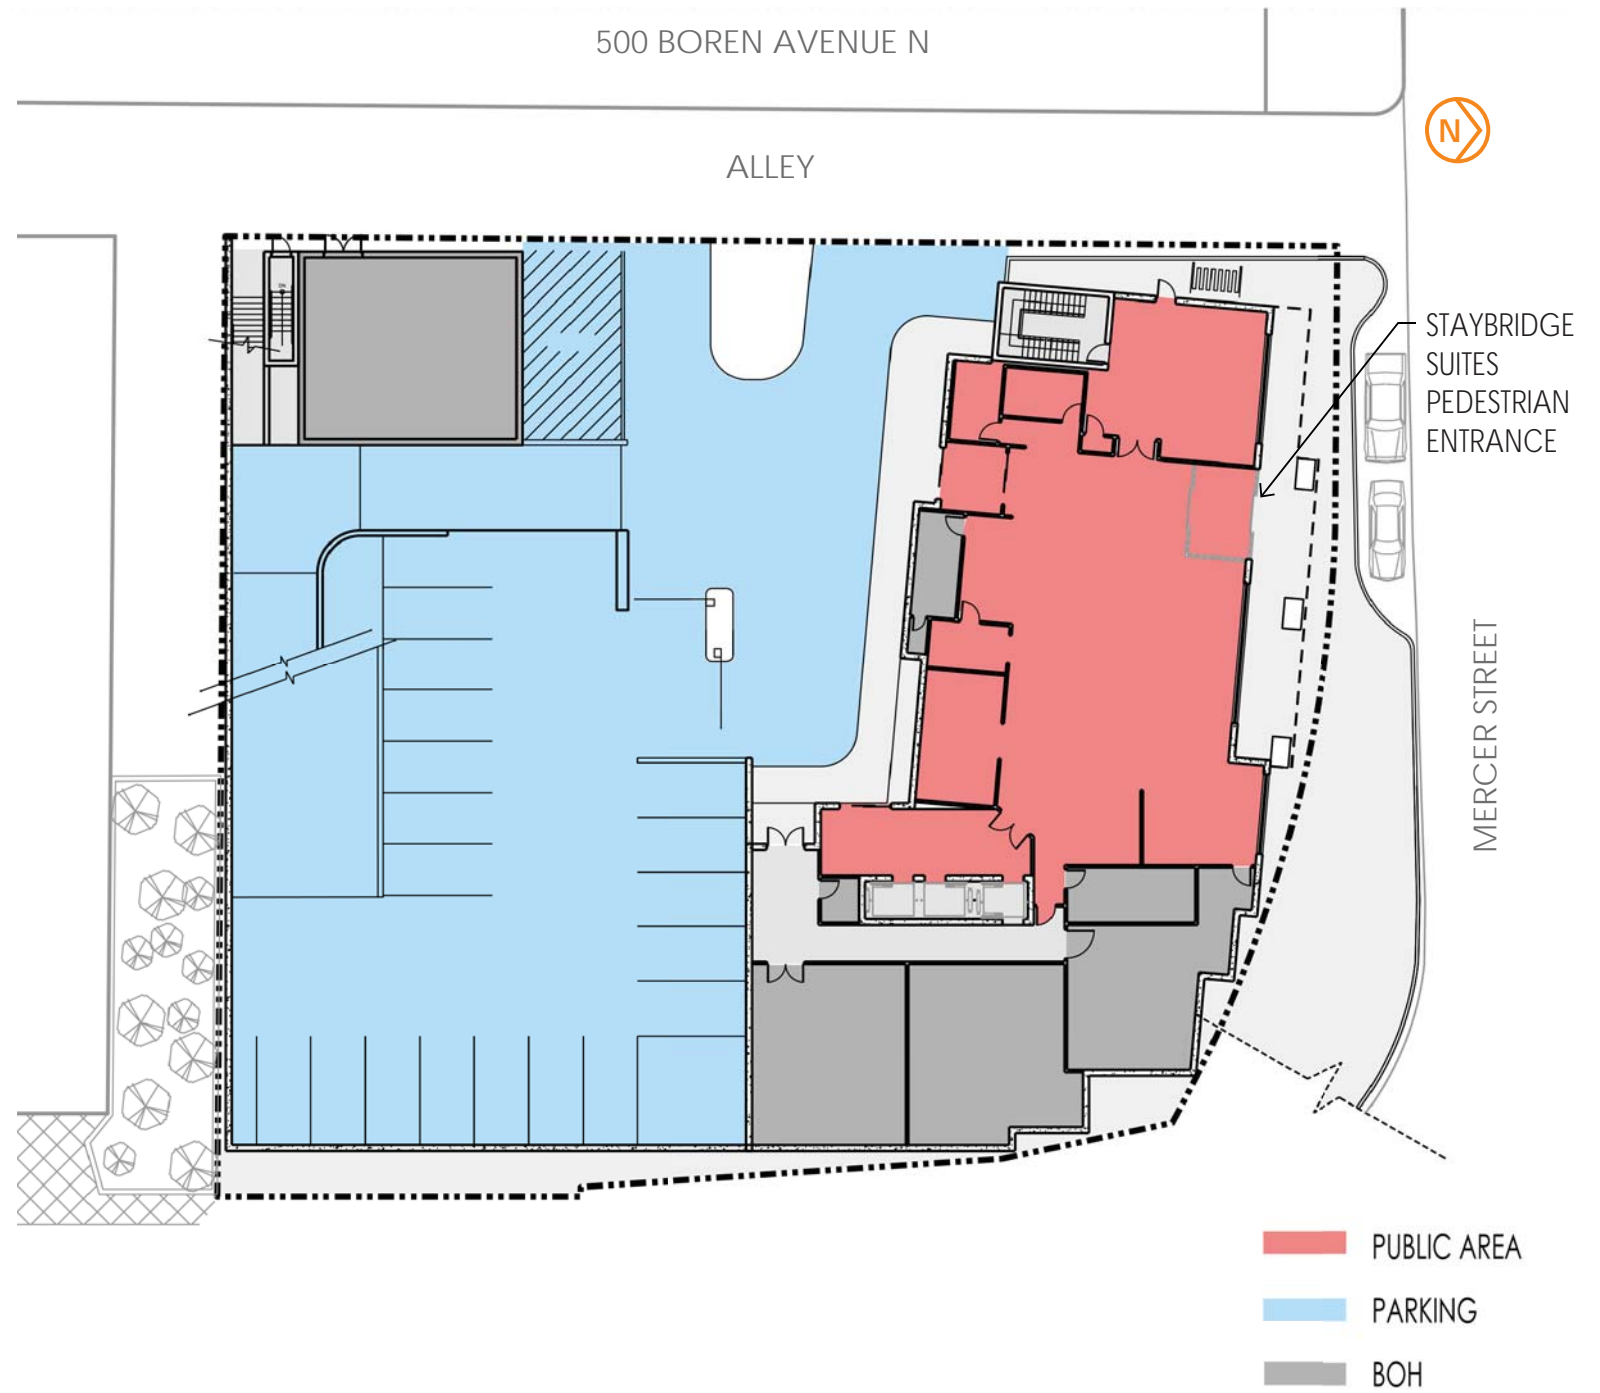 500 BOREN AVENUE N
ALLEY
N
STAYBRIDGE
SUITES
PEDESTRIAN
ENTRANCE
MERCER STREET
PUBLIC AREA
PARKING
BOH